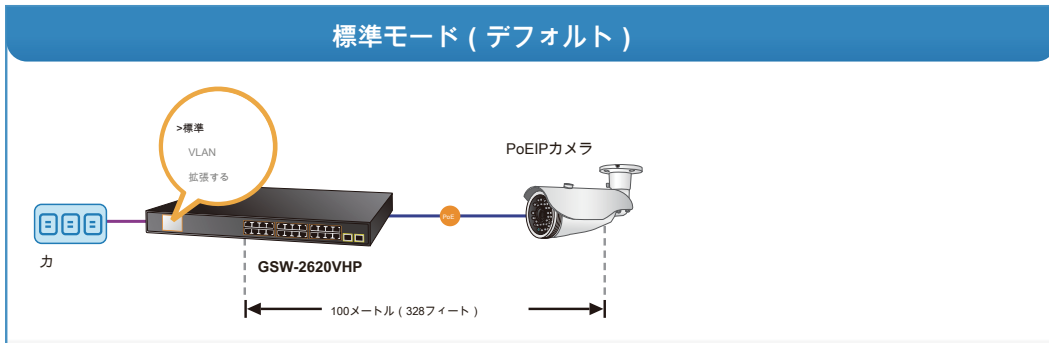 標準モード ( デフォルト )
>標準
VLAN
拡張する
PoEIPカメラ
PoE
カ
GSW-2620VHP
100メートル ( 328フィート )